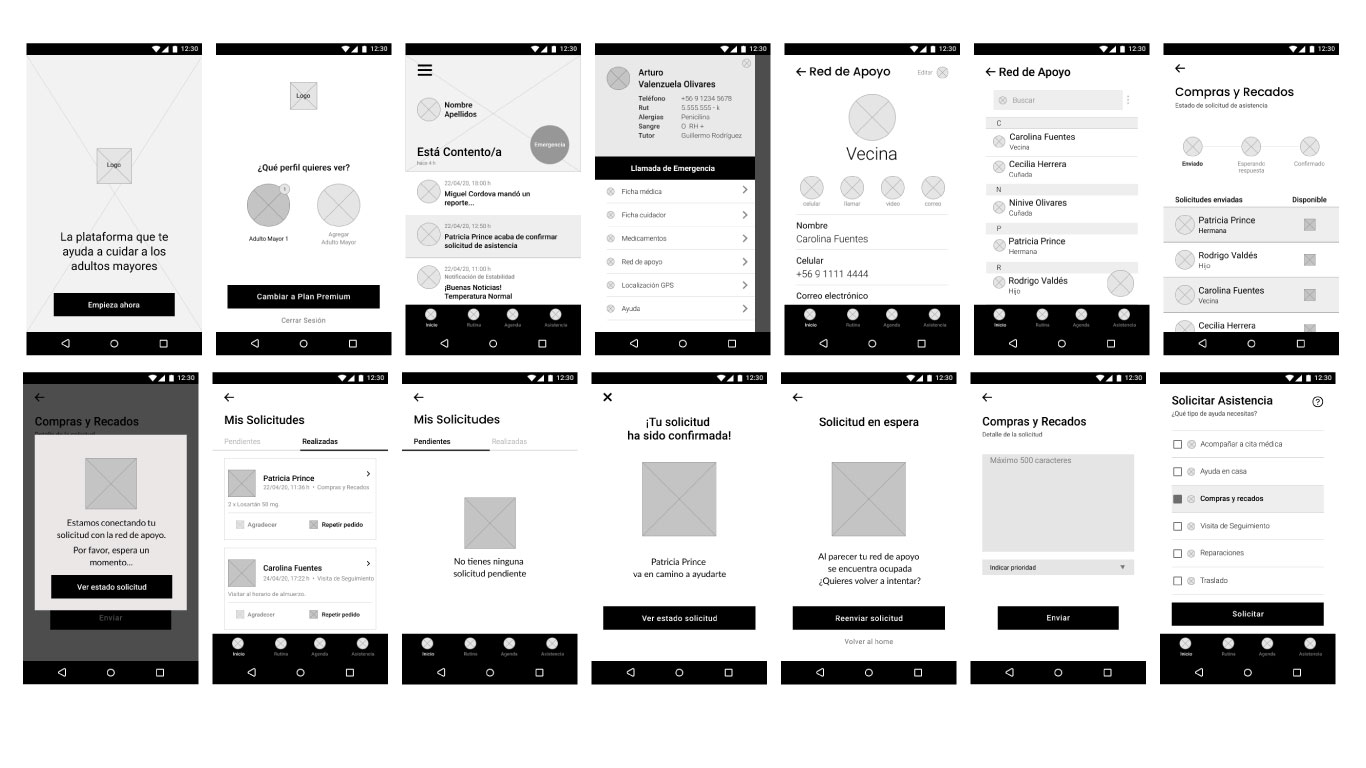 12:30
Logo
La plataforma que te
ayuda a cuidar a los
adultos mayores
Empieza ahora
12:30
Logo
¿Qué perfil quieres ver?
1
Adulto Mayor 1
Agregar
Adulto Mayor
Cambiar a Plan Premium
Cerrar Sesión
12:30
Nombre
Apellidos
Emergencia
Está Contento/a
hace 4 h
22/04/20, 18:00 h
Miguel Cordova mandó un
reporte...
22/04/20, 13:50 h
Patricia Prince acaba de confirmar
solicitud de asistencia
22/04/20, 11:00 h
Notificación de Estabilidad
¡Buenas Noticias!
Temperatura Normal
Inicio Rutina Agenda Asistencia
12:30
Arturo
Valenzuela Olivares
Teléfono +56 9 1234 5678
Rut 5.555.555 - k
Alergias Penicilina
Sangre O RH +
Tutor Guillermo Rodríguez
Llamada de Emergencia
Ficha médica
Ficha cuidador
Medicamentos
Red de apoyo
Localización GPS
Ayuda
12:30
Red de Apoyo Editar
Vecina
celular llamar video correo
Nombre
Carolina Fuentes
Celular
+56 9 1111 4444
Correo electrónico
Inicio Rutina Agenda Asistencia
12:30
Red de Apoyo
Buscar
C
Carolina Fuentes
Vecina
Cecilia Herrera
Cuñada
N
Ninive Olivares
Cuñada
P
Patricia Prince
Hermana
R
Rodrigo Valdés
Hijo
Inicio Rutina Agenda Asistencia
12:30
Compras y Recados
Estado de solicitud de asistencia
Enviado Esperando Confirmado
respuesta
Solicitudes enviadas Disponible
Patricia Prince
Hermana
Rodrigo Valdés
Hijo
Carolina Fuentes
Vecina
Cecilia Herrera
12:30
Compras y Recados
Estamos conectando tu
solicitud con la red de apoyo.
Por favor, espera un
momento...
Ver estado solicitud
Enviar
12:30
Mis Solicitudes
Pendientes Realizadas
Patricia Prince
22/04/20, 11:36 h • Compras y Recados
2 x Losartán 50 mg
Agradecer Repetir pedido
Carolina Fuentes
24/04/20, 17:22 h • Visita de Seguimiento
Visitar al horario de almuerzo.
Agradecer Repetir pedido
Inicio Rutina Agenda Asistencia
12:30
Mis Solicitudes
Pendientes Realizadas
No tienes ninguna
solicitud pendiente
Inicio Rutina Agenda Asistencia
12:30
¡Tu solicitud
ha sido confirmada!
Patricia Prince
va en camino a ayudarte
Ver estado solicitud
12:30
Solicitud en espera
Al parecer tu red de apoyo
se encuentra ocupada
¿Quieres volver a intentar?
Reenviar solicitud
Volver al home
12:30
Compras y Recados
Detalle de la solicitud
Máximo 500 caracteres
Indicar prioridad
Enviar
12:30
Solicitar Asistencia
¿Qué tipo de ayuda necesitas?
Acompañar a cita médica
Ayuda en casa
Compras y recados
Visita de Seguimiento
Reparaciones
Traslado
Solicitar
Inicio Rutina Agenda Asistencia